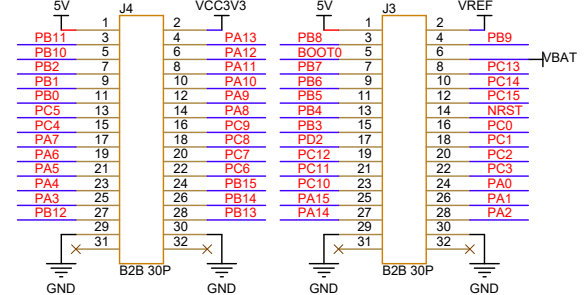 5V J4 VCC3V3 5V J3 VREF
1 2 1 2
PB11 3 4 PA13 PB8 3 4 PB9
PB10 5 6 PA12 BOOT0 5 6 VBAT
PB2 7 8 PA11 PB7 7 8 PC13
PB1 9 10 PA10 PB6 9 10 PC14
PB0 11 12 PA9 PB5 11 12 PC15
PC5 13 14 PA8 PB4 13 14 NRST
PC4 15 16 PC9 PB3 15 16 PC0
PA7 17 18 PC8 PD2 17 18 PC1
PA6 19 20 PC7 PC12 19 20 PC2
PA5 21 22 PC6 PC11 21 22 PC3
PA4 23 24 PB15 PC10 23 24 PA0
PA3 25 26 PB14 PA15 25 26 PA1
PB12 27 28 PB13 PA14 27 28 PA2
29 30 29 30
31 32 31 32
B2B 30P B2B 30P
GND GND GND GND